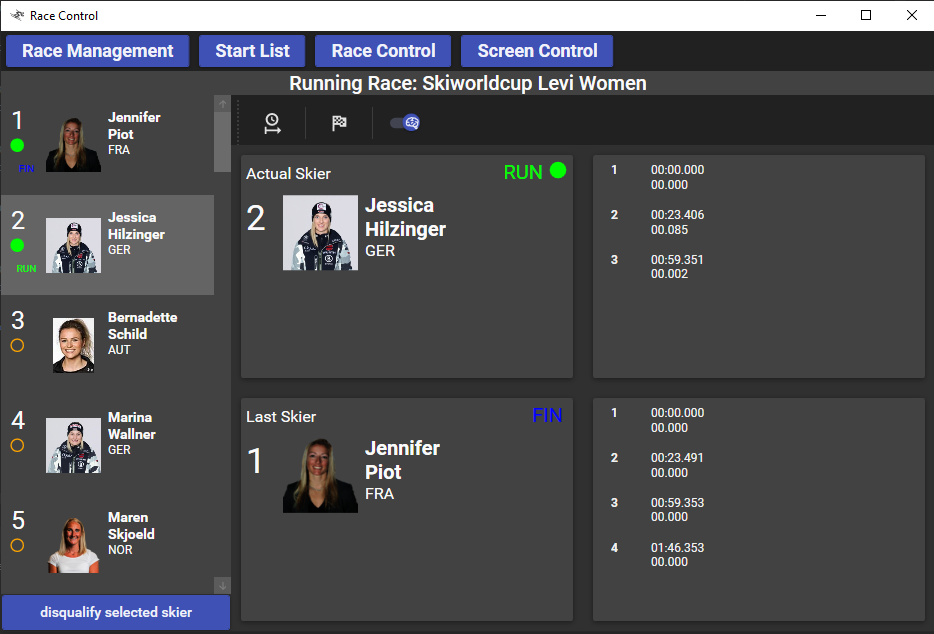 Race Control
Race Management
Start List
Race Control
Screen Control
Running Race: Skiworldcup Levi Women
1
Jennifer
Piot
FRA
FIN
2
Jessica
Hilzinger
GER
RUN
3
Bernadette
Schild
AUT
4
Marina
Wallner
GER
5
Maren
Skjoeld
NOR
disqualify selected skier
Actual Skier
RUN
2
Jessica
Hilzinger
GER
1 00:00.000
00.000
2 00:23.406
00.085
3 00:59.351
00.002
Last Skier
FIN
1
Jennifer
Piot
FRA
1 00:00.000
00.000
2 00:23.491
00.000
3 00:59.353
00.000
4 01:46.353
00.000